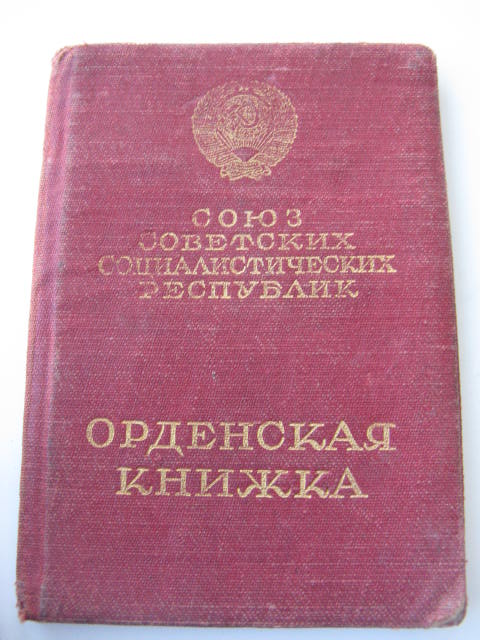 СОЮЗ
СОВЕТСКИХ
СОЦИАЛИСТИЧЕСКИХ
РЕСПУБЛИК
ОРДЕНСКАЯ
КНИЖКА